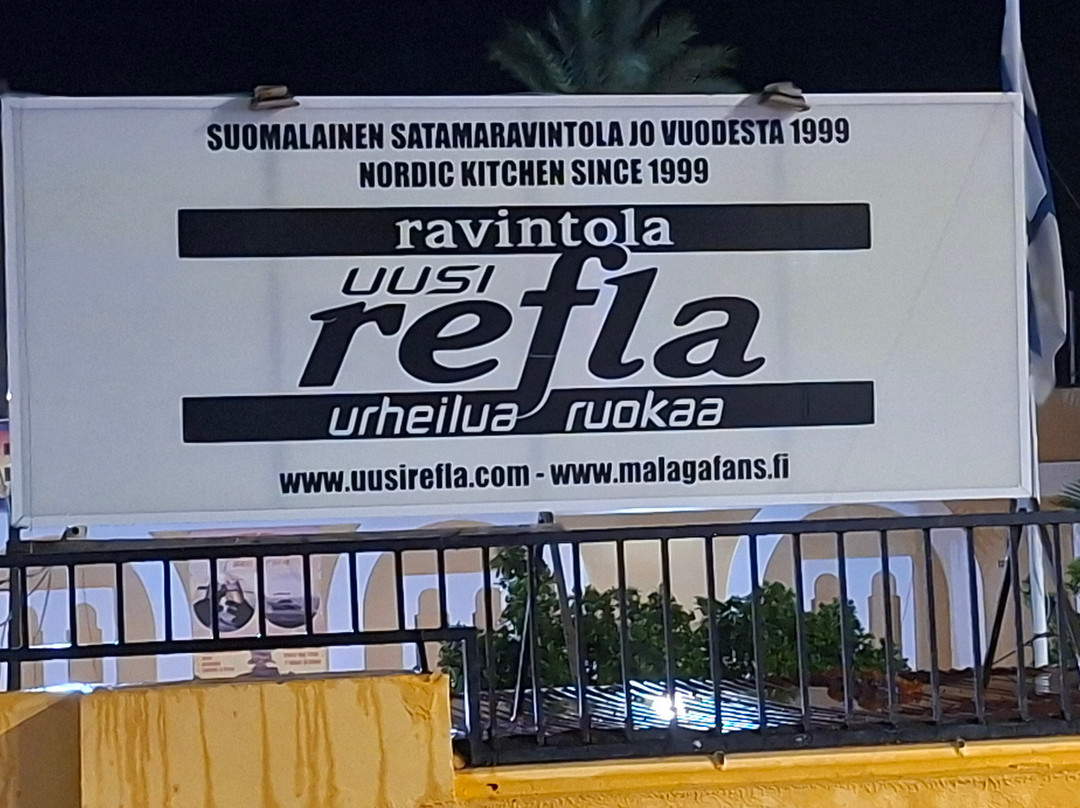 SUOMALAINEN SATAMARAVINTOLA JO VUODESTA 1999
NORDIC KITCHEN SINCE 1999
ravintola
uusi
refla
urheilua ruokaa
www.uusirefla.com - www.malagafans.fi